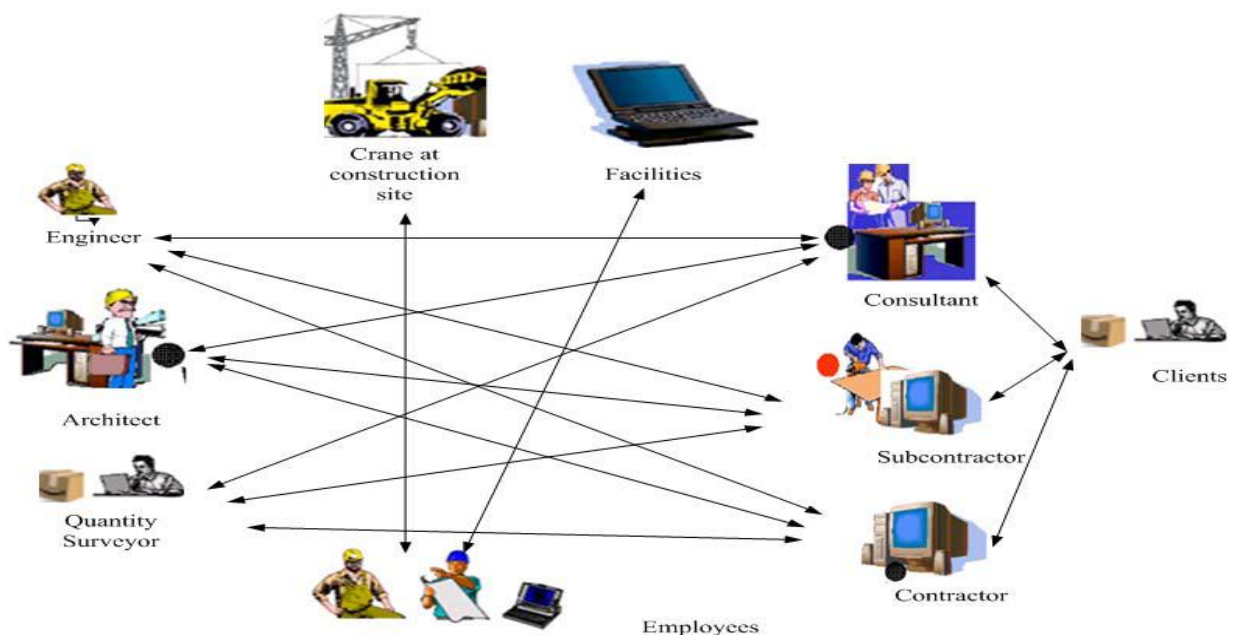 Crane at
construction
site
Facilities
Engineer
Consultant
Clients
Architect
Subcontractor
Quantity
Surveyor
Contractor
Employees